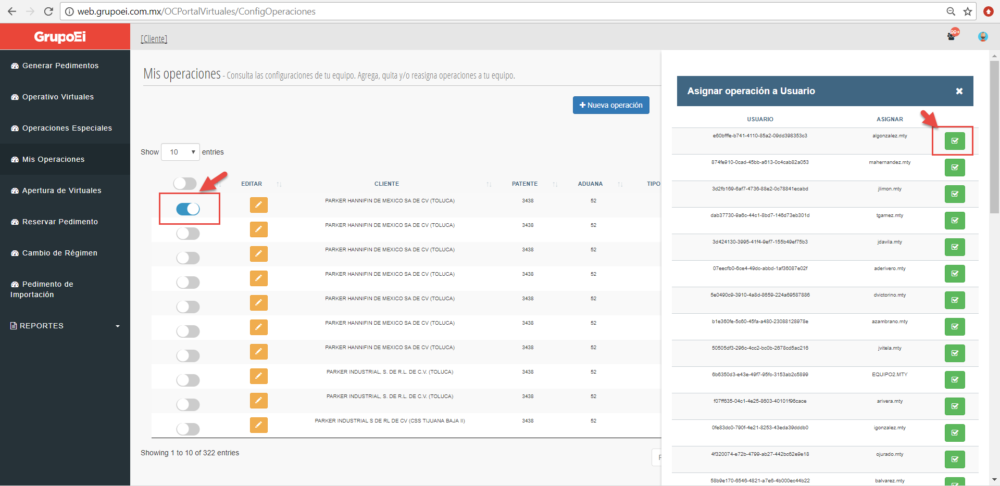 web.grupoei.com.mx/OCPortalVirtuales/ConfigOperaciones
GrupoEi
[Cliente]
99+
Generar Pedimentos
Operativo Virtuales
Operaciones Especiales
Mis Operaciones
Apertura de Virtuales
Reservar Pedimento
Cambio de Régimen
Pedimento de
Importación
REPORTES
Mis operaciones - Consulta las configuraciones de tu equipo. Agrega, quita y/o reasigna operaciones a tu equipo.
Nueva operación
Show 10 entries
EDITAR CLIENTE PATENTE ADUANA TIPO
PARKER HANNIFIN DE MEXICO SA DE CV (TOLUCA) 3438 52
PARKER HANNIFIN DE MEXICO SA DE CV (TOLUCA) 3438 52
PARKER HANNIFIN DE MEXICO SA DE CV (TOLUCA) 3438 52
PARKER HANNIFIN DE MEXICO SA DE CV (TOLUCA) 3438 52
PARKER HANNIFIN DE MEXICO SA DE CV (TOLUCA) 3438 52
PARKER HANNIFIN DE MEXICO SA DE CV (TOLUCA) 3438 52
PARKER HANNIFIN DE MEXICO SA DE CV (TOLUCA) 3438 52
PARKER INDUSTRIAL, S. DE R.L. DE C.V. (TOLUCA) 3438 52
PARKER INDUSTRIAL, S. DE R.L. DE C.V. (TOLUCA) 3438 52
PARKER INDUSTRIAL S DE RL DE CV (CSS TIJUANA BAJA II) 3438 52
Showing 1 to 10 of 322 entries
Asignar operación a Usuario
USUARIO ASIGNAR
e60bfffe-b741-4110-85a2-09dd398353c3 algonzalez.mty
874fe910-0cad-45bb-a613-0c4cab82a053 mahernandez.mty
3d2fb169-6af7-4736-88e2-0c78841ecabd jlimon.mty
dab37730-9a6c-44c1-8bd7-146d73eb301d tgamez.mty
3d424130-3995-41f4-9ef7-155b49ef75b3 jdavila.mty
07eecfb0-6ce4-49dc-abbd-1af36087e02f aderivero.mty
5e0490c9-3910-4a8d-8659-224a69587886 dvictorino.mty
b1e360fe-5c60-45fa-a480-23088128978e azambrano.mty
50505df3-296c-4cc2-bc0b-2678cd5ac216 jvitela.mty
6b6350d3-e43e-49f7-95fc-3153ab2c5899 EQUIPO2.MTY
f07ff635-04c1-4e25-8603-40101f96cace arivera.mty
0fe83dc0-790f-4e21-8253-43eda39dddb0 igonzalez.mty
4f320074-e72b-4799-ab27-442bc62e9e18 ojurado.mty
58b9e170-6546-4821-a7e6-4b000ec44b22 balvarez.mty